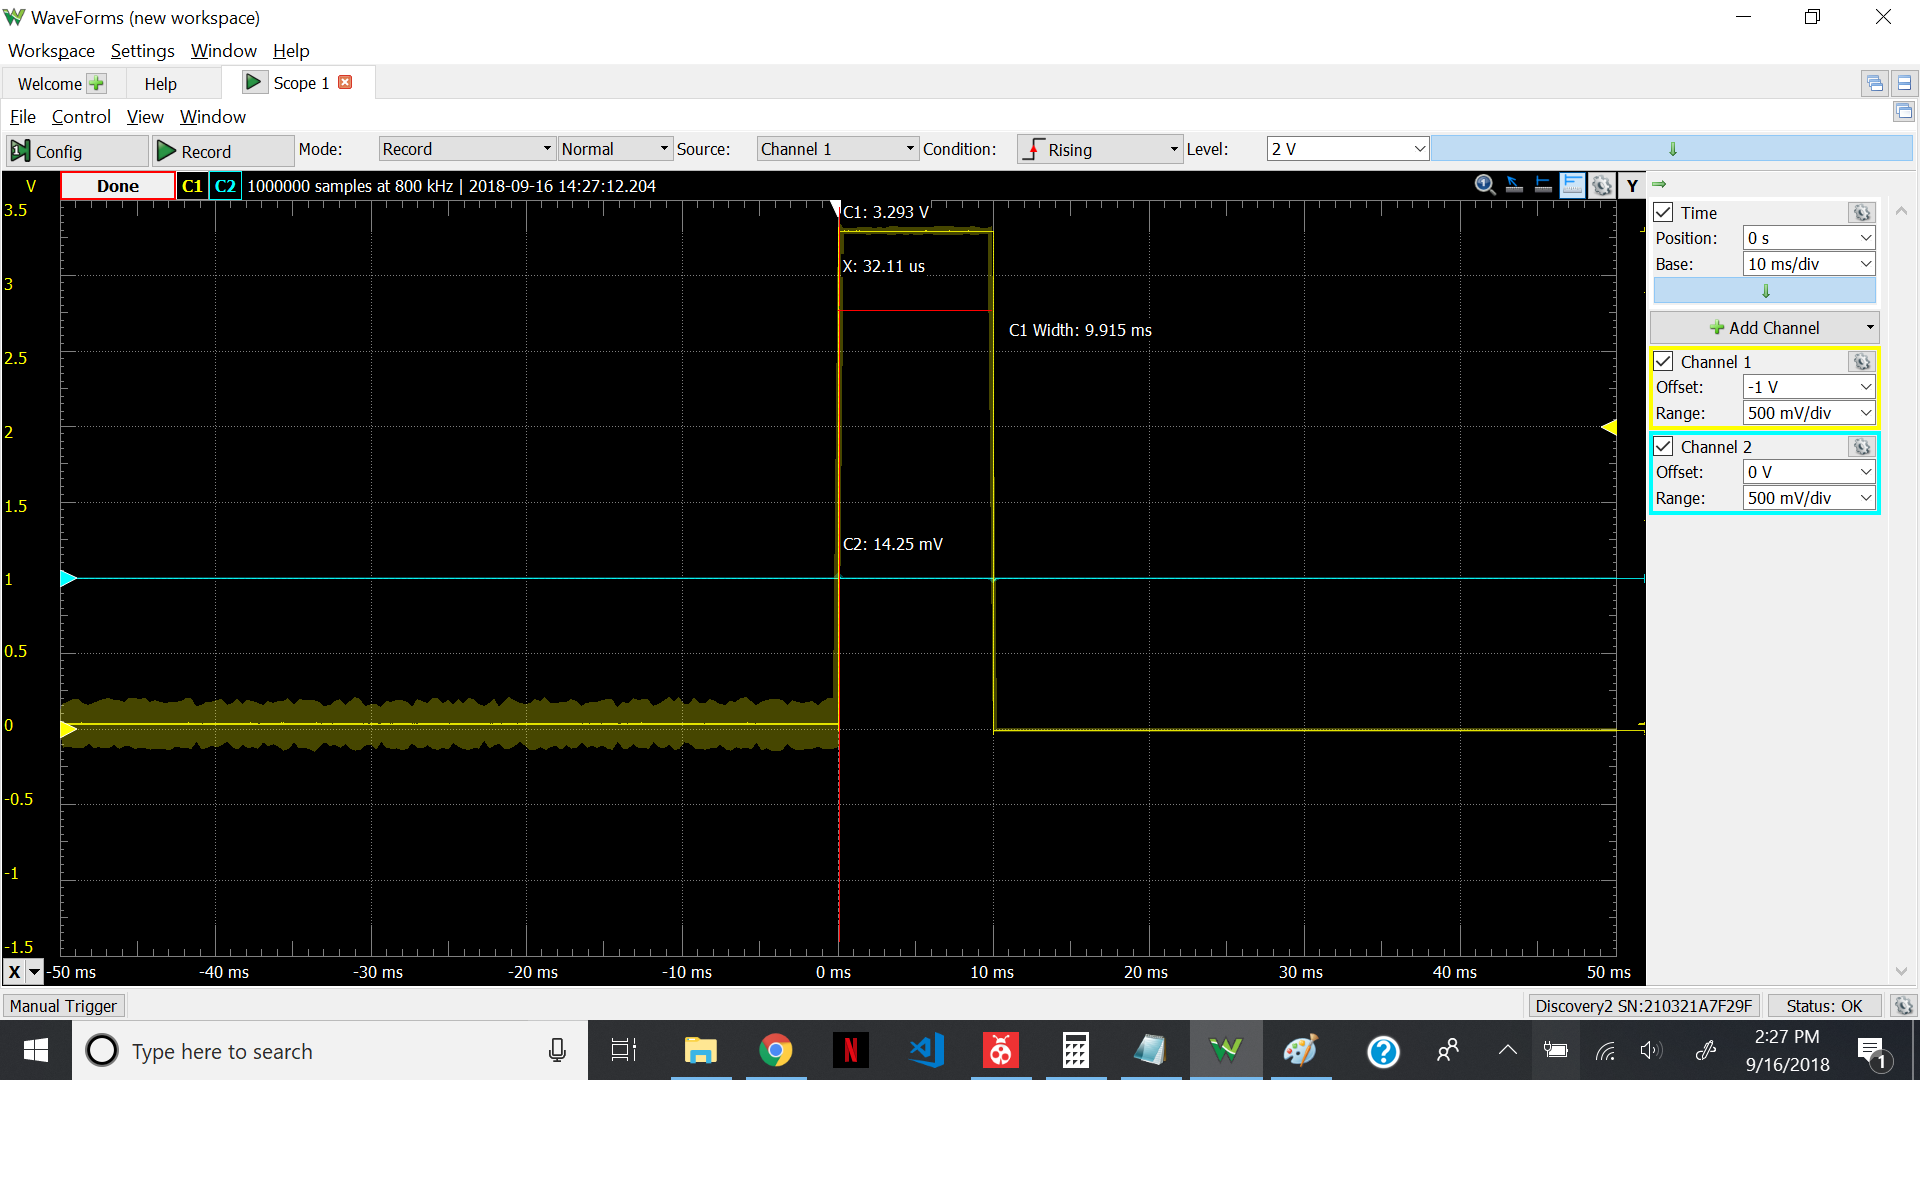 WaveForms (new workspace)
Workspace Settings Window Help
Welcome Help Scope 1
File Control View Window
Config Record Mode: Record Normal Source: Channel 1 Condition: Rising Level: 2 V
V Done C1 C2 1000000 samples at 800 kHz | 2018-09-16 14:27:12.204 Y
3.5
C1: 3.293 V
Time
Position: 0 s
X: 32.11 us
Base: 10 ms/div
3
Add Channel
C1 Width: 9.915 ms
2.5
Channel 1
Offset: -1 V
Range: 500 mV/div
2
Channel 2
Offset: 0 V
Range: 500 mV/div
1.5
C2: 14.25 mV
1
0.5
0
-0.5
-1
-1.5
X -50 ms -40 ms -30 ms -20 ms -10 ms 0 ms 10 ms 20 ms 30 ms 40 ms 50 ms
Manual Trigger Discovery2 SN:210321A7F29F Status: OK
Type here to search
N
?
2:27 PM
9/16/2018
1